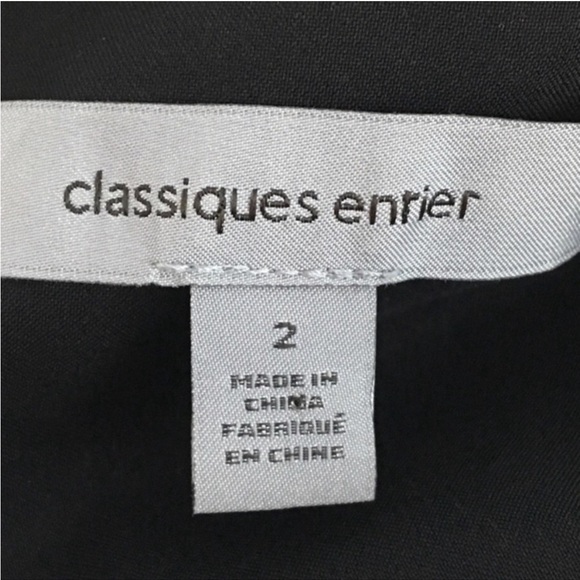 classiques entier
2
MADE IN
CHINA
FABRIQUÉ
EN CHINE